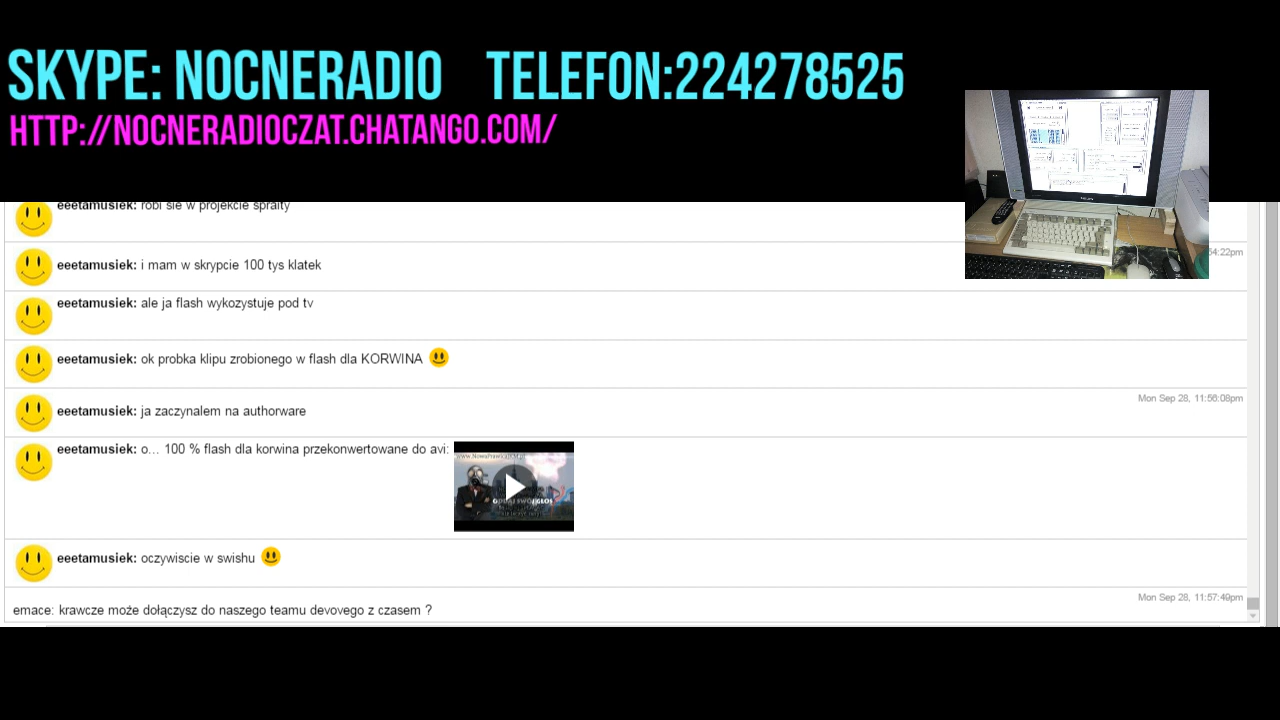 SKYPE: NOCNERADIO TELEFON:224278525
HTTP://NOCNERADIOCZAT.CHATANGO.COM/
eeetamusiek: robi sie w projekcie spraity
54:22pm
eeetamusiek: i mam w skrypcie 100 tys klatek
eeetamusiek: ale ja flash wykozystuje pod tv
eeetamusiek: ok probka klipu zrobionego w flash dla KORWINA
Mon Sep 28, 11:56:08pm
eeetamusiek: ja zaczynalem na authorware
eeetamusiek: o... 100 % flash dla korwina przekonwertowane do avi:
eeetamusiek: oczywiscie w swishu
Mon Sep 28, 11:57:49pm
emace: krawcze może dołączysz do naszego teamu devovego z czasem ?